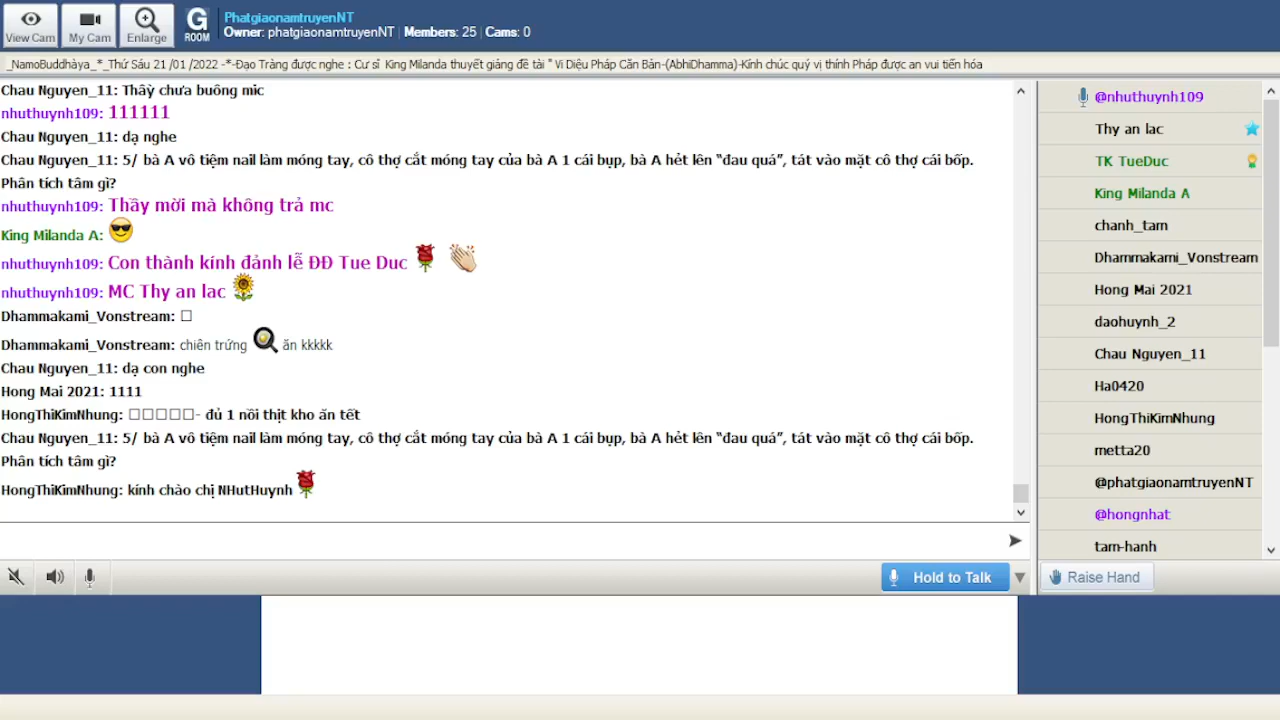 View Cam
My Cam
Enlarge
G
ROOM
PhatgiaonamtruyenNT
Owner: phatgiaonamtruyenNT | Members: 25 | Cams: 0
_NamoBuddhàya_*_Thứ Sáu 21 /01 /2022 -*-Đạo Tràng được nghe : Cư sĩ King Milanda thuyết giảng đề tài " Vi Diệu Pháp Căn Bản-(AbhiDhamma)-Kính chúc quý vị thính Pháp được an vui tiến hóa
Chau Nguyen_11: Thầy chưa buông mic
nhuthuynh109: 111111
Chau Nguyen_11: dạ nghe
Chau Nguyen_11: 5/ bà A vô tiệm nail làm móng tay, cô thợ cắt móng tay của bà A 1 cái bụp, bà A hẻt lên “đau quá”, tát vào mặt cô thợ cái bốp.
Phân tích tâm gì?
nhuthuynh109: Thầy mời mà không trả mc
King Milanda A:
nhuthuynh109: Con thành kính đảnh lễ ĐĐ Tue Duc
nhuthuynh109: MC Thy an lac
Dhammakami_Vonstream: □
Dhammakami_Vonstream: chiên trứng ăn kkkkk
Chau Nguyen_11: dạ con nghe
Hong Mai 2021: 1111
HongThiKimNhung: □□□□□- đủ 1 nồi thịt kho ăn tết
Chau Nguyen_11: 5/ bà A vô tiệm nail làm móng tay, cô thợ cắt móng tay của bà A 1 cái bụp, bà A hẻt lên “đau quá”, tát vào mặt cô thợ cái bốp.
Phân tích tâm gì?
HongThiKimNhung: kính chào chị NHutHuynh
Hold to Talk
@nhuthuynh109
Thy an lac
TK TueDuc
King Milanda A
chanh_tam
Dhammakami_Vonstream
Hong Mai 2021
daohuynh_2
Chau Nguyen_11
Ha0420
HongThiKimNhung
metta20
@phatgiaonamtruyenNT
@hongnhat
tam-hanh
Raise Hand